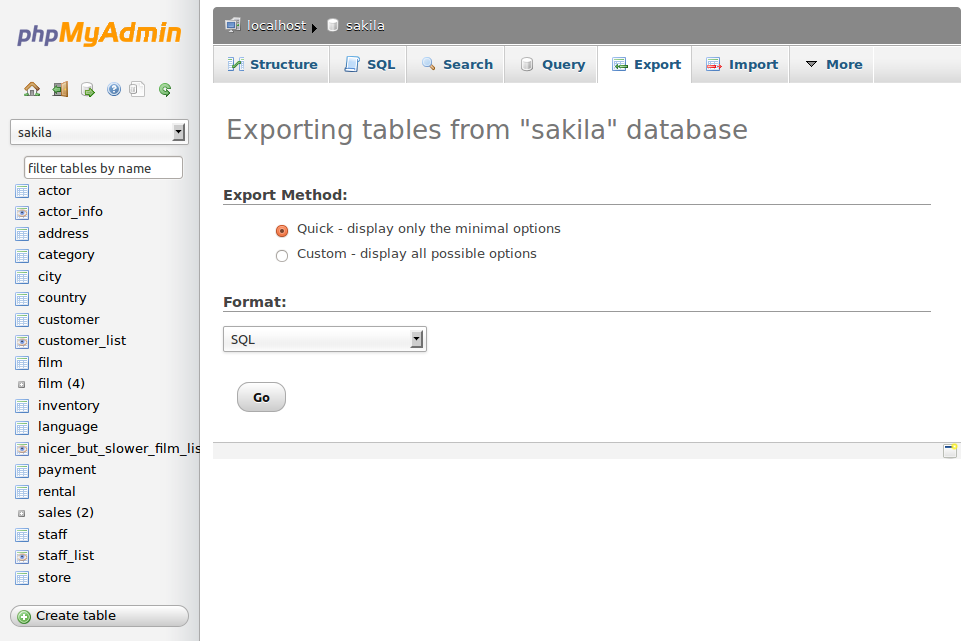 phpMyAdmin
sakila
filter tables by name
actor
actor_info
address
category
city
country
customer
customer_list
film
film (4)
inventory
language
nicer_but_slower_film_lis
payment
rental
sales (2)
staff
staff_list
store
Create table
localhost sakila
Structure SQL Search Query Export Import More
Exporting tables from "sakila" database
Export Method:
Quick - display only the minimal options
Custom - display all possible options
Format:
SQL
Go